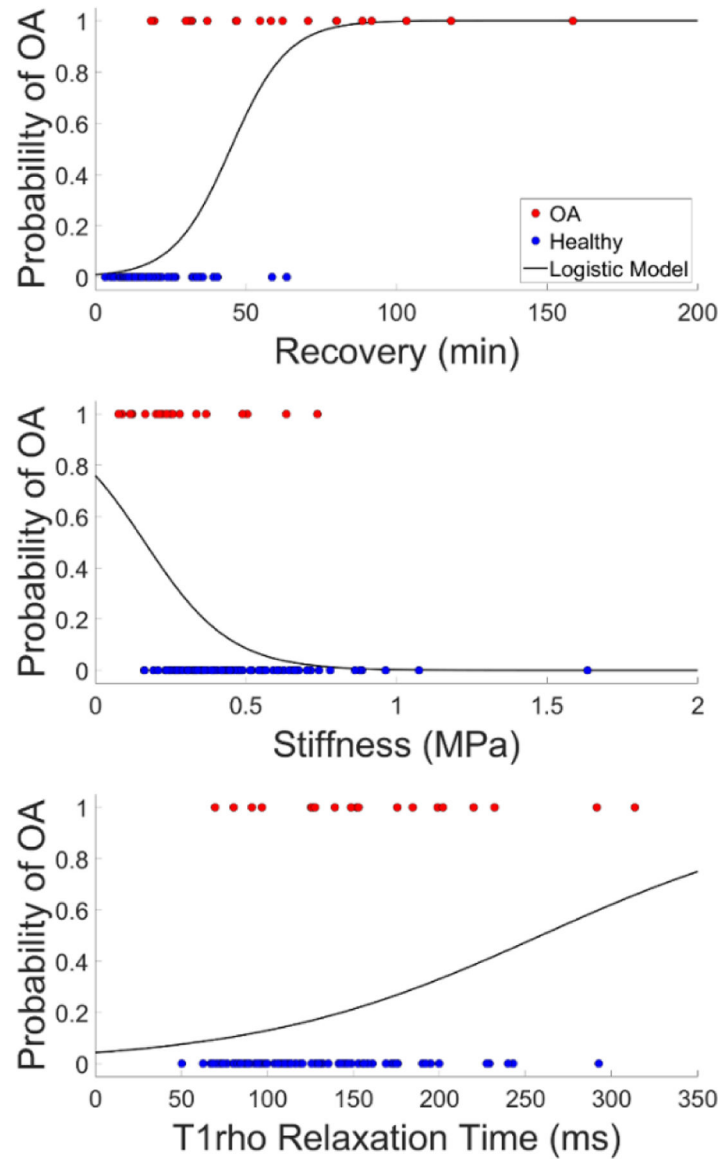 Probability of OA
1
0.8
0.6
0.4
0.2
0
OA
Healthy
Logistic Model
0 50 100 150 200
Recovery (min)
Probability of OA
1
0.8
0.6
0.4
0.2
0
0 0.5 1 1.5 2
Stiffness (MPa)
Probability of OA
1
0.8
0.6
0.4
0.2
0
0 50 100 150 200 250 300 350
T1rho Relaxation Time (ms)